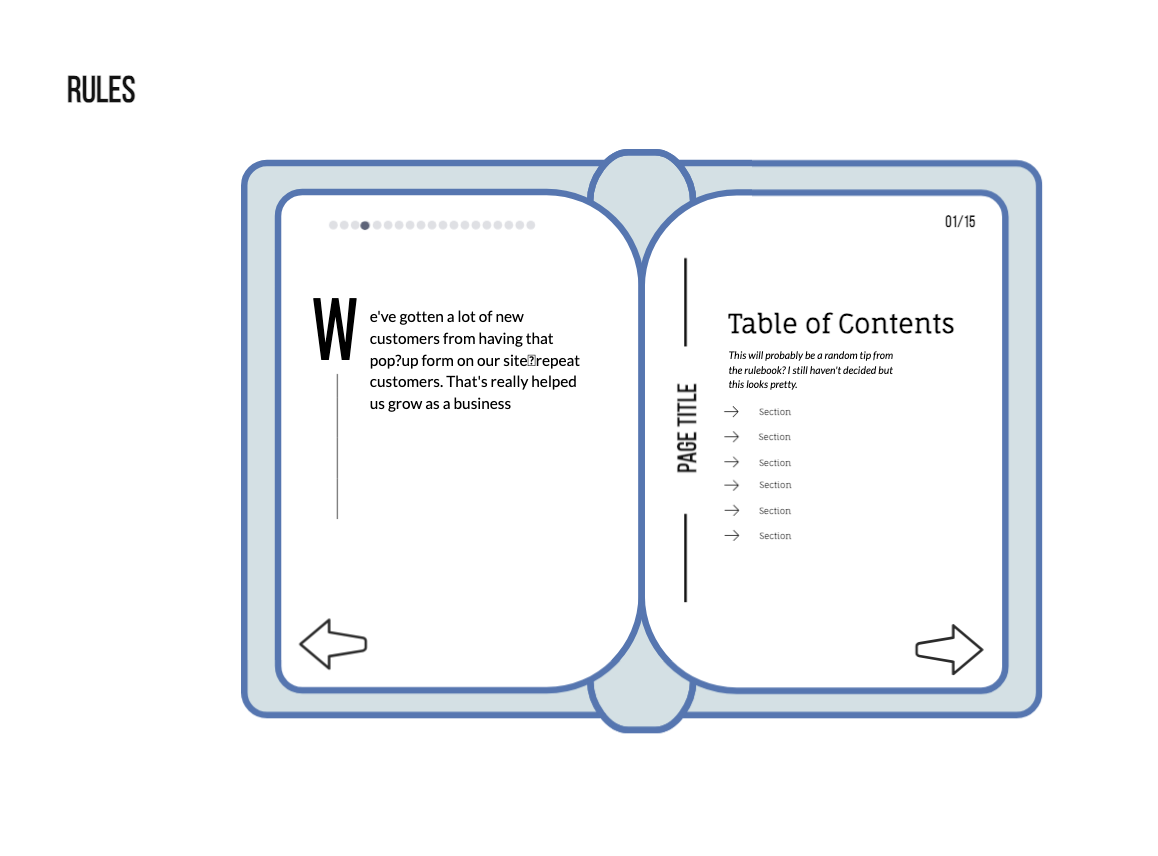 RULES
We've gotten a lot of new
customers from having that
pop?up form on our site�repeat
customers. That's really helped
us grow as a business
01/15
PAGE TITLE
Table of Contents
This will probably be a random tip from
the rulebook? I still haven't decided but
this looks pretty.
Section
Section
Section
Section
Section
Section